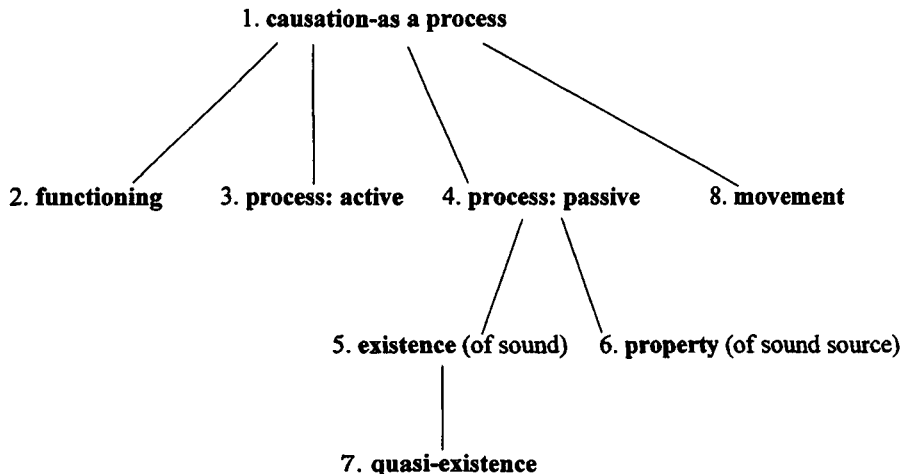 1. causation-as a process
2. functioning 3. process: active 4. process: passive 8. movement
5. existence (of sound) 6. property (of sound source)
7. quasi-existence